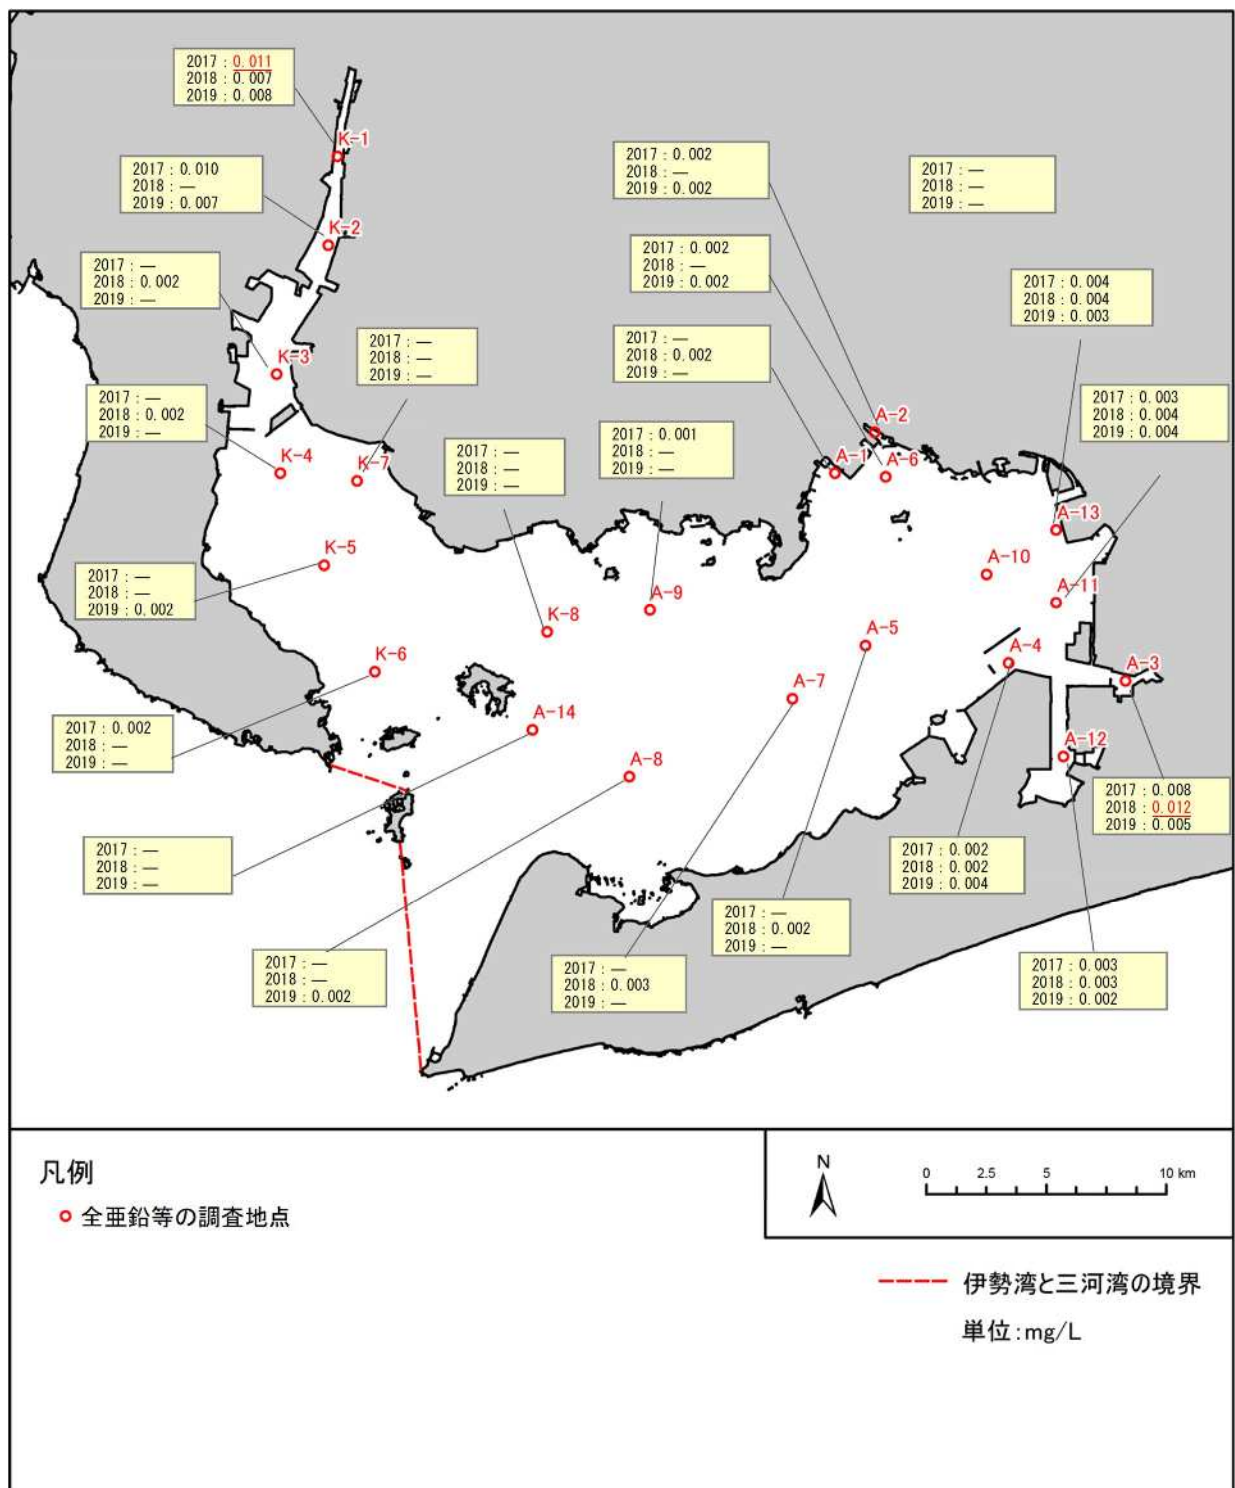 2017：0.011
2018：0.007
2019：0.008
K-1
2017：0.010
2018：―
2019：0.007
K-2
2017：0.002
2018：―
2019：0.002
A-2
2017：―
2018：―
2019：―
2017：―
2018：0.002
2019：―
K-3
2017：0.002
2018：―
2019：0.002
A-6
2017：0.004
2018：0.004
2019：0.003
A-13
2017：―
2018：―
2019：―
K-7
2017：―
2018：0.002
2019：―
A-1
2017：―
2018：0.002
2019：―
K-4
2017：0.003
2018：0.004
2019：0.004
A-11
2017：―
2018：―
2019：―
K-8
2017：0.001
2018：―
2019：―
A-9
A-10
2017：―
2018：―
2019：0.002
K-5
A-5
A-4
A-3
A-7
K-6
A-14
A-8
A-12
2017：0.002
2018：―
2019：―
2017：0.008
2018：0.012
2019：0.005
2017：―
2018：―
2019：―
2017：0.002
2018：0.002
2019：0.004
2017：―
2018：0.002
2019：―
2017：―
2018：―
2019：0.002
2017：―
2018：0.003
2019：―
2017：0.003
2018：0.003
2019：0.002
凡例
全亜鉛等の調査地点
N
0 2.5 5 10 km
伊勢湾と三河湾の境界
単位：mg/L